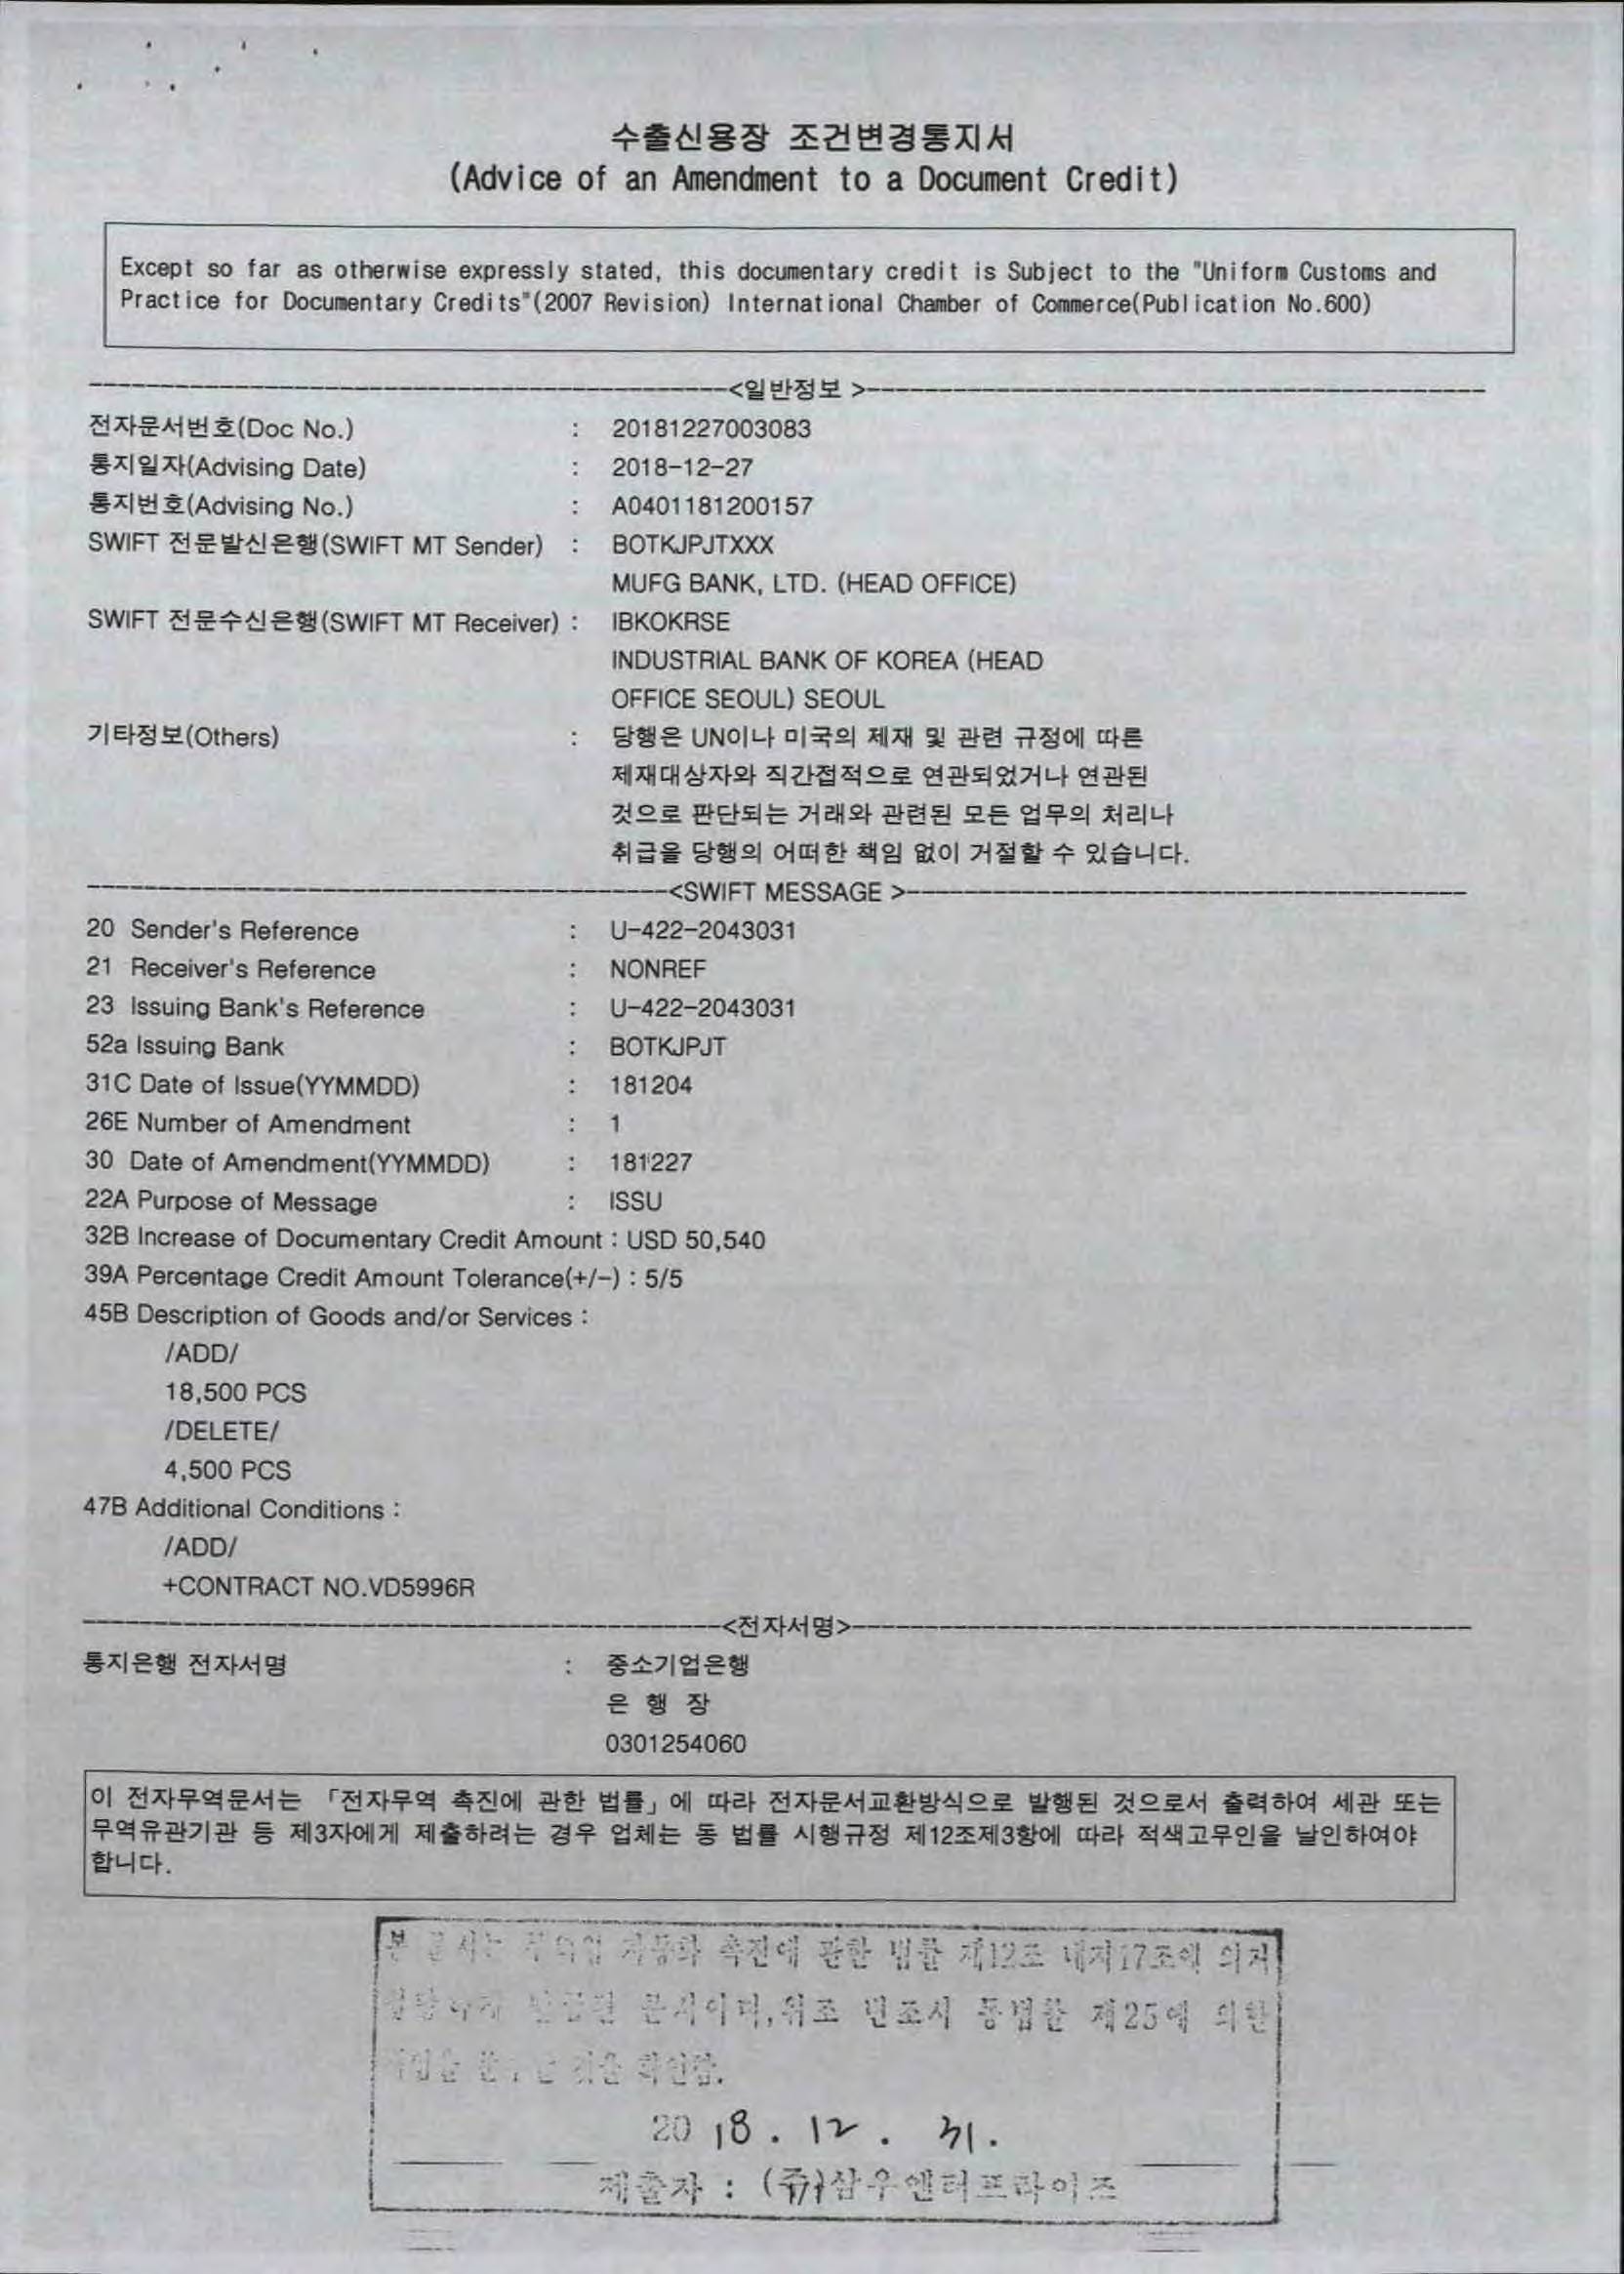 수출신용장 조건변경통지서
(Advice of an Amendment to a Document Credit)
Except so far as otherwise expressly stated, this documentary credit is Subject to the "Uniform Customs and
Practice for Documentary Credits"(2007 Revision) International Chamber of Commerce(Publication No.600)
<일반정보 >
전자문서번호(Doc No.) : 20181227003083
통지일자(Advising Date) : 2018-12-27
통지번호(Advising No.) : A0401181200157
SWIFT 전문발신은행(SWIFT MT Sender) : BOTKJPJTXXX
MUFG BANK, LTD. (HEAD OFFICE)
SWIFT 전문수신은행(SWIFT MT Receiver) : IBKOKRSE
INDUSTRIAL BANK OF KOREA (HEAD
OFFICE SEOUL) SEOUL
기타정보(Others) : 당행은 UN이나 미국의 제재 및 관련 규정에 따른
제재대상자와 직간접적으로 연관되었거나 연관된
것으로 판단되는 거래와 관련된 모든 업무의 처리나
취급을 당행의 어떠한 책임 없이 거절할 수 있습니다.
<SWIFT MESSAGE >
20 Sender's Reference : U-422-2043031
21 Receiver's Reference : NONREF
23 Issuing Bank's Reference : U-422-2043031
52a Issuing Bank : BOTKJPJT
31C Date of Issue(YYMMDD) : 181204
26E Number of Amendment : 1
30 Date of Amendment(YYMMDD) : 181227
22A Purpose of Message : ISSU
32B Increase of Documentary Credit Amount : USD 50,540
39A Percentage Credit Amount Tolerance(+/-) : 5/5
45B Description of Goods and/or Services :
/ADD/
18,500 PCS
/DELETE/
4,500 PCS
47B Additional Conditions :
/ADD/
+CONTRACT NO.VD5996R
<전자서명>
통지은행 전자서명 : 중소기업은행
은 행 장
0301254060
이 전자무역문서는 「전자무역 촉진에 관한 법률」에 따라 전자문서교환방식으로 발행된 것으로서 출력하여 세관 또는
무역유관기관 등 제3자에게 제출하려는 경우 업체는 동 법률 시행규정 제12조제3항에 따라 적색고무인을 날인하여야
합니다.
본 문서는 자동화 촉진에 관한 법률 제12조 내지17조에 의거
문서이며,위조 변조시 동법률 제25에 의한
것을 확인함.
2018. 12. 31.
제출자 : (주)삼우엔터프라이즈